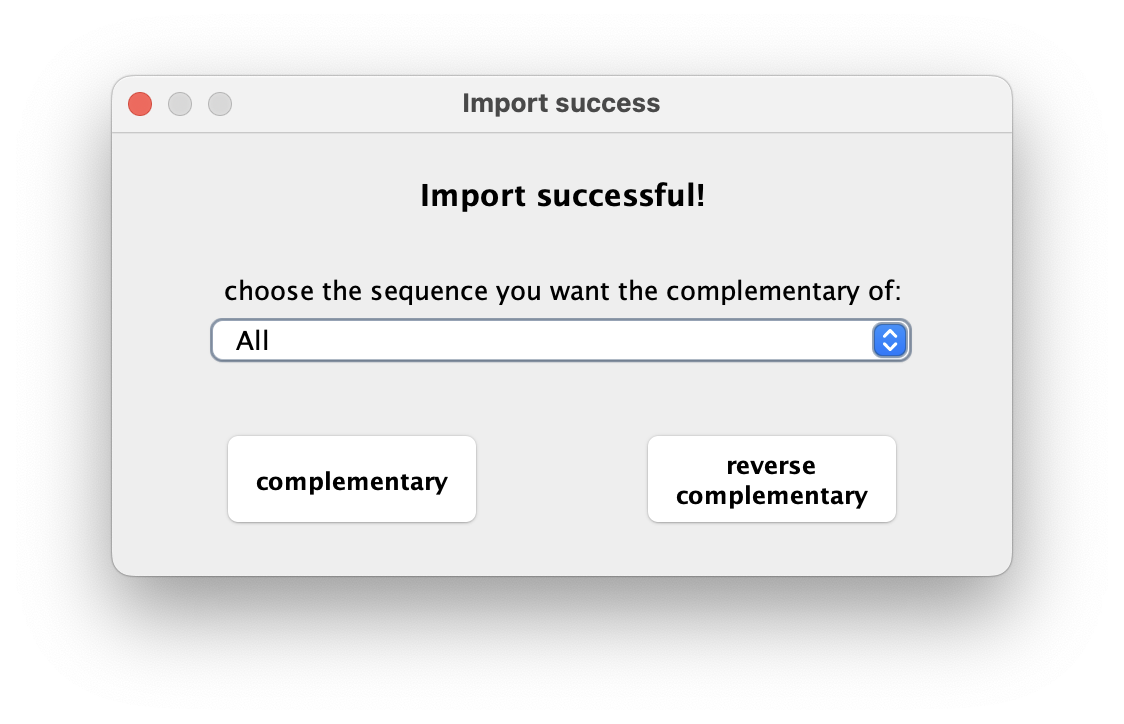 Import success
Import successful!
choose the sequence you want the complementary of:
All
complementary
reverse
complementary